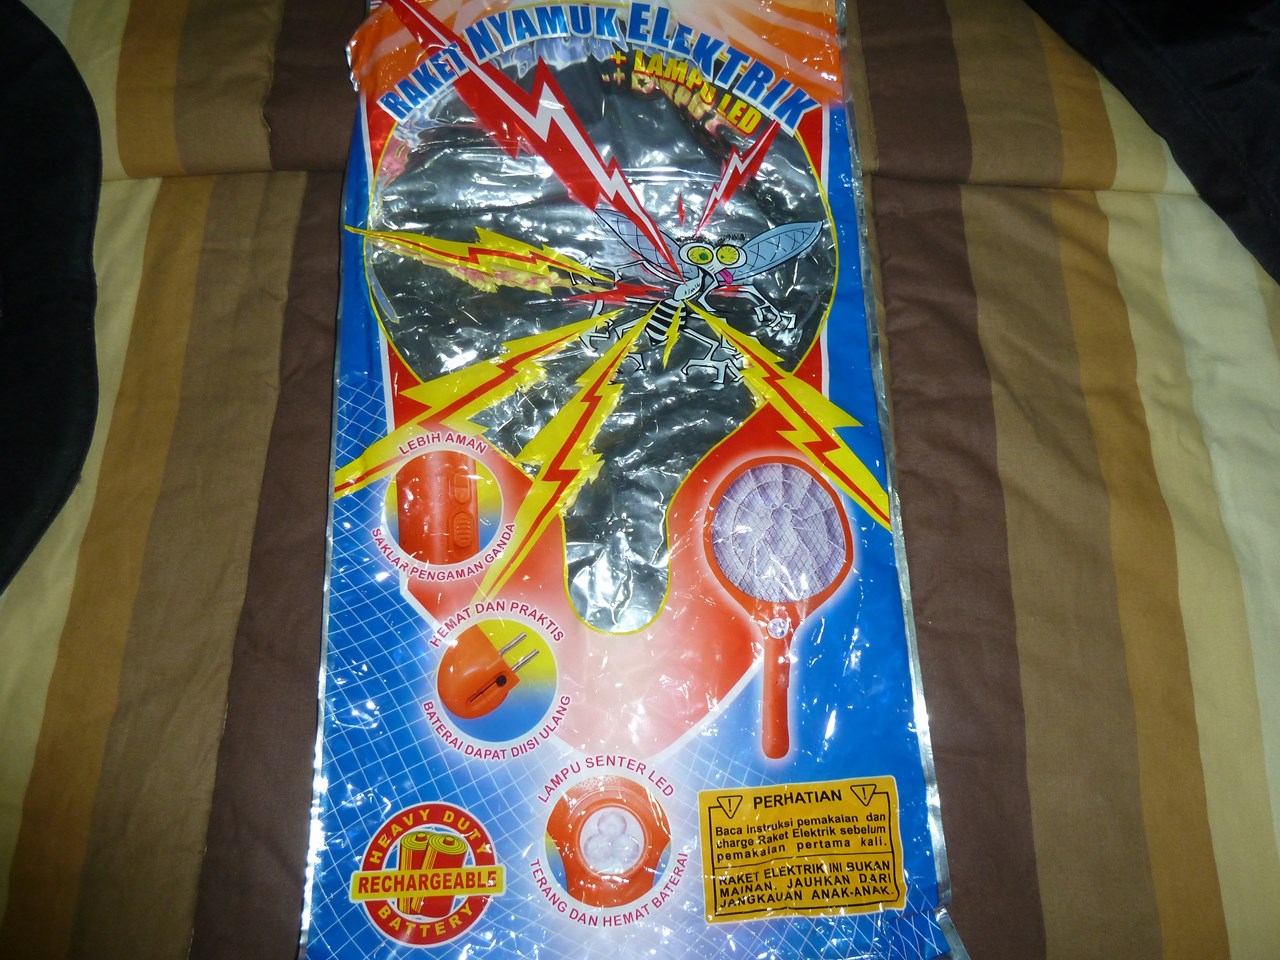 RAKET NYAMUK ELEKTRIK
+ LAMPU LED
LEBIH AMAN
SAKLAR PENGAMAN GANDA
HEMAT DAN PRAKTIS
BATERAI DAPAT DIISI ULANG
LAMPU SENTER LED
TERANG DAN HEMAT BATERAI
HEAVY DUTY
RECHARGEABLE
BATTERY
PERHATIAN
Baca instruksi pemakaian dan
charge Raket Elektrik sebelum
pemakaian pertama kali.
RAKET ELEKTRIK INI BUKAN
MAINAN. JAUHKAN DARI
JANGKAUAN ANAK-ANAK.